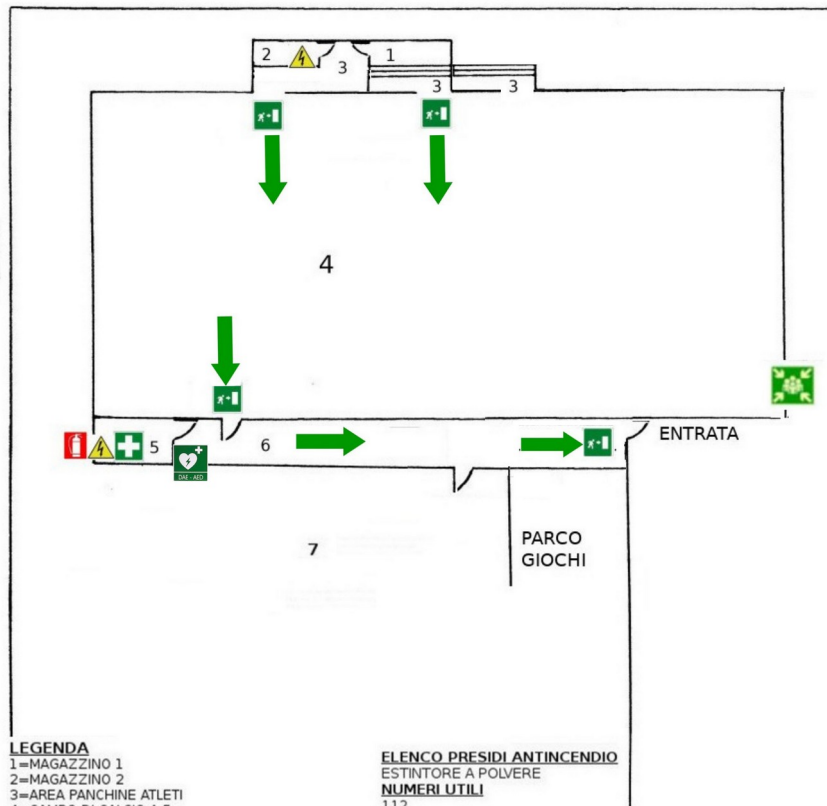 2
1
3
3
3
4
5
6
ENTRATA
DAE - AED
7
PARCO
GIOCHI
LEGENDA
1=MAGAZZINO 1
2=MAGAZZINO 2
3=AREA PANCHINE ATLETI
ELENCO PRESIDI ANTINCENDIO
ESTINTORE A POLVERE
NUMERI UTILI
112